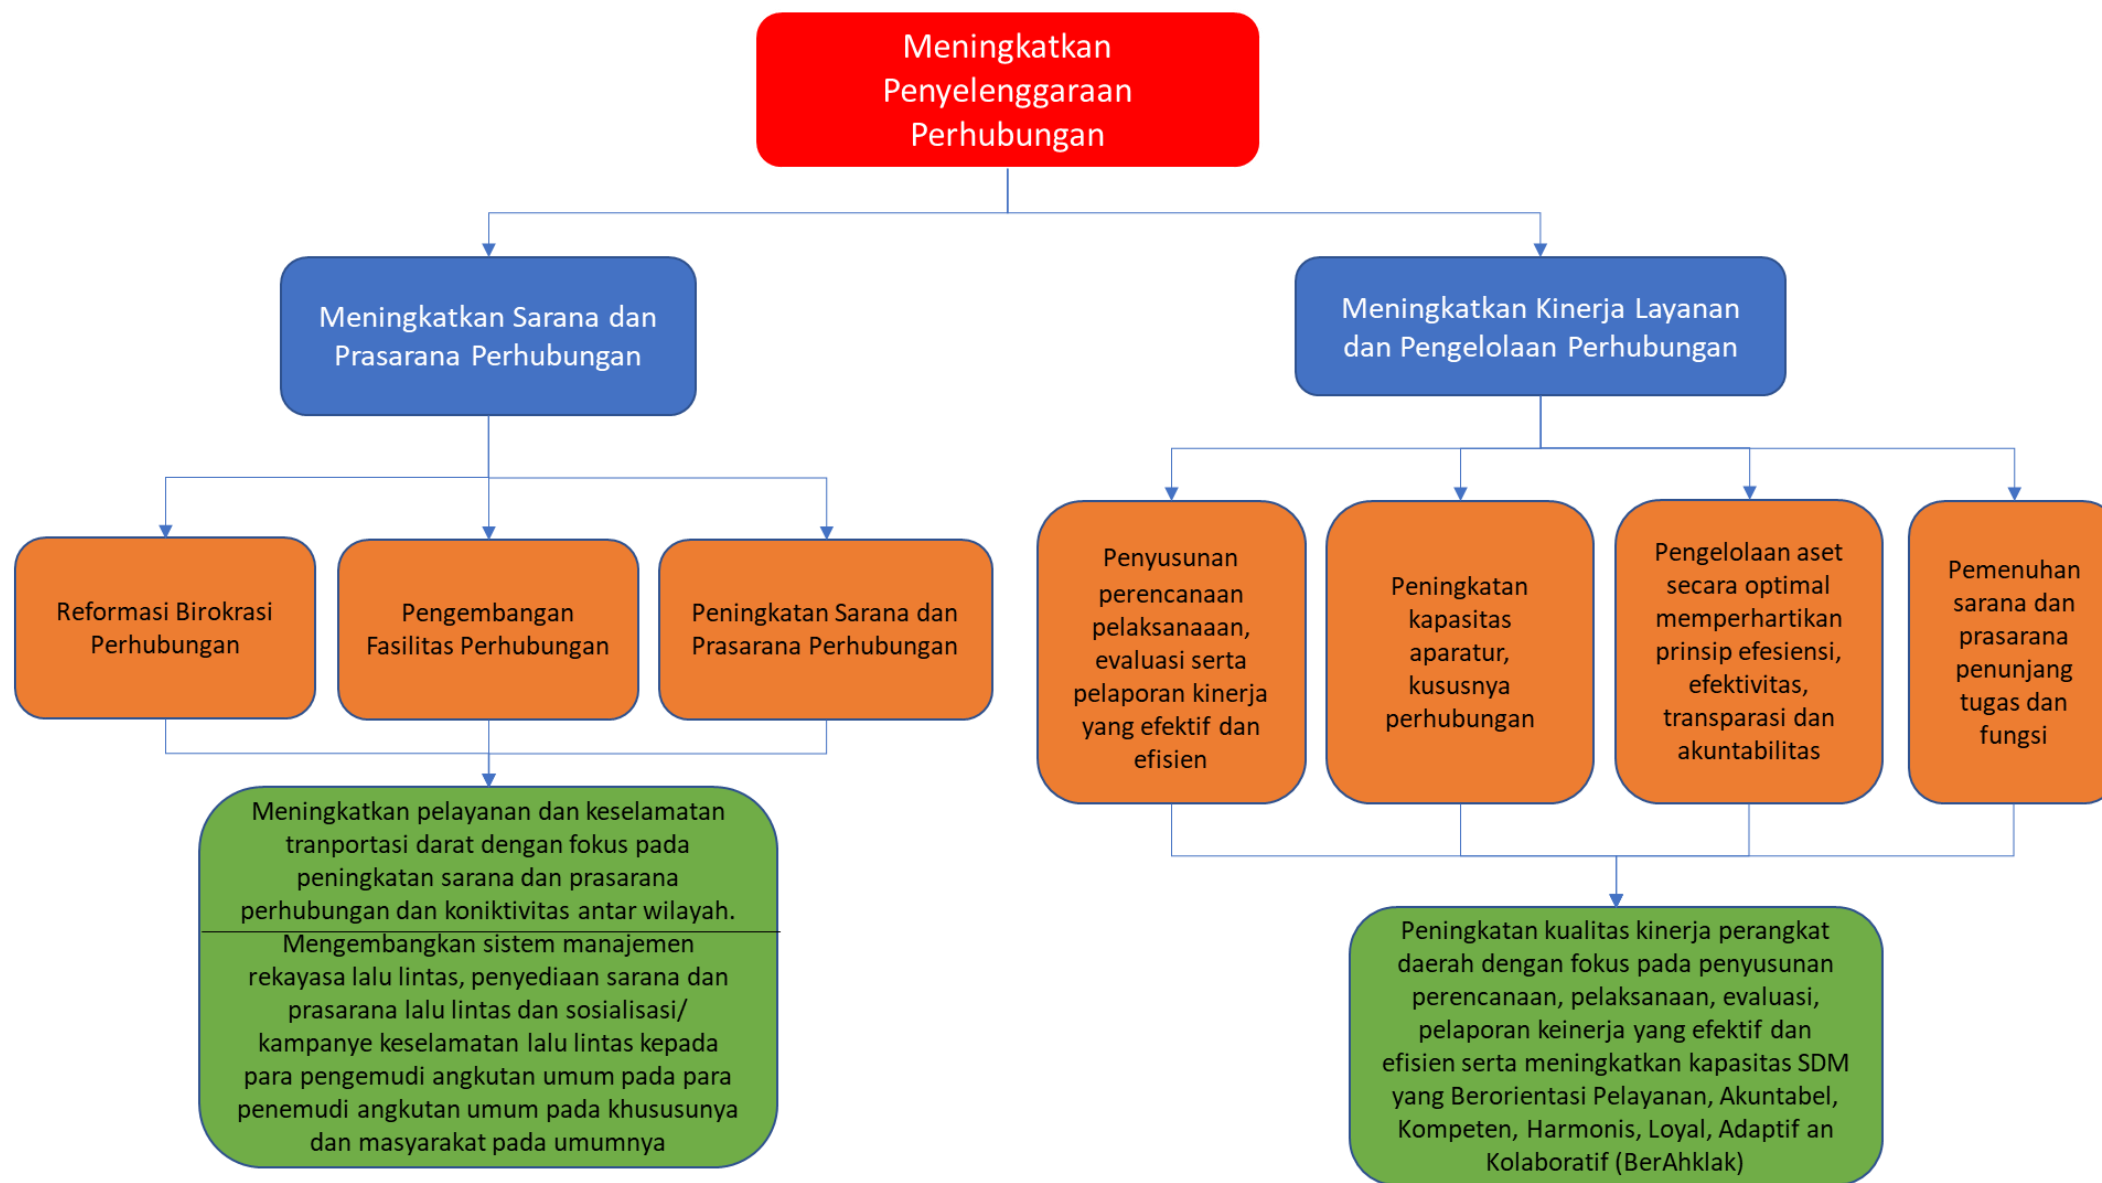 Meningkatkan
Penyelenggaraan
Perhubungan
Meningkatkan Sarana dan
Prasarana Perhubungan
Meningkatkan Kinerja Layanan
dan Pengelolaan Perhubungan
Reformasi Birokrasi
Perhubungan
Pengembangan
Fasilitas Perhubungan
Peningkatan Sarana dan
Prasarana Perhubungan
Penyusunan
perencanaan
pelaksanaaan,
evaluasi serta
pelaporan kinerja
yang efektif dan
efisien
Peningkatan
kapasitas
aparatur,
kususnya
perhubungan
Pengelolaan aset
secara optimal
memperhartikan
prinsip efesiensi,
efektivitas,
transparasi dan
akuntabilitas
Pemenuhan
sarana dan
prasarana
penunjang
tugas dan
fungsi
Meningkatkan pelayanan dan keselamatan
tranportasi darat dengan fokus pada
peningkatan sarana dan prasarana
perhubungan dan koniktivitas antar wilayah.
Mengembangkan sistem manajemen
rekayasa lalu lintas, penyediaan sarana dan
prasarana lalu lintas dan sosialisasi/
kampanye keselamatan lalu lintas kepada
para pengemudi angkutan umum pada para
penemudi angkutan umum pada khususunya
dan masyarakat pada umumnya
Peningkatan kualitas kinerja perangkat
daerah dengan fokus pada penyusunan
perencanaan, pelaksanaan, evaluasi,
pelaporan keinerja yang efektif dan
efisien serta meningkatkan kapasitas SDM
yang Berorientasi Pelayanan, Akuntabel,
Kompeten, Harmonis, Loyal, Adaptif an
Kolaboratif (BerAhklak)